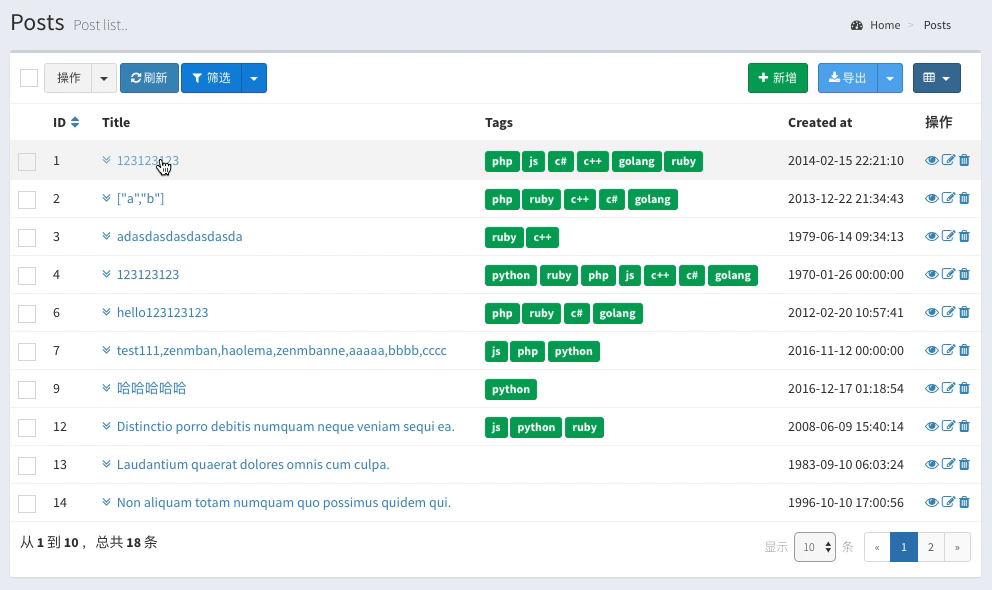 Posts Post list.. Home > Posts
操作 刷新 筛选 新增 导出
ID Title Tags Created at 操作
1 123123123 php js c# c++ golang ruby 2014-02-15 22:21:10
2 ["a","b"] php ruby c++ c# golang 2013-12-22 21:34:43
3 adasdasdasdasdasda ruby c++ 1979-06-14 09:34:13
4 123123123 python ruby php js c++ c# golang 1970-01-26 00:00:00
6 hello123123123 php ruby c# golang 2012-02-20 10:57:41
7 test111,zenmban,haolema,zenmbanne,aaaaa,bbbb,cccc js php python 2016-11-12 00:00:00
9 哈哈哈哈哈 python 2016-12-17 01:18:54
12 Distinctio porro debitis numquam neque veniam sequi ea. js python ruby 2008-06-09 15:40:14
13 Laudantium quaerat dolores omnis cum culpa. 1983-09-10 06:03:24
14 Non aliquam totam numquam quo possimus quidem qui. 1996-10-10 17:00:56
从 1 到 10 ，总共 18 条 显示 10 条 « 1 2 »